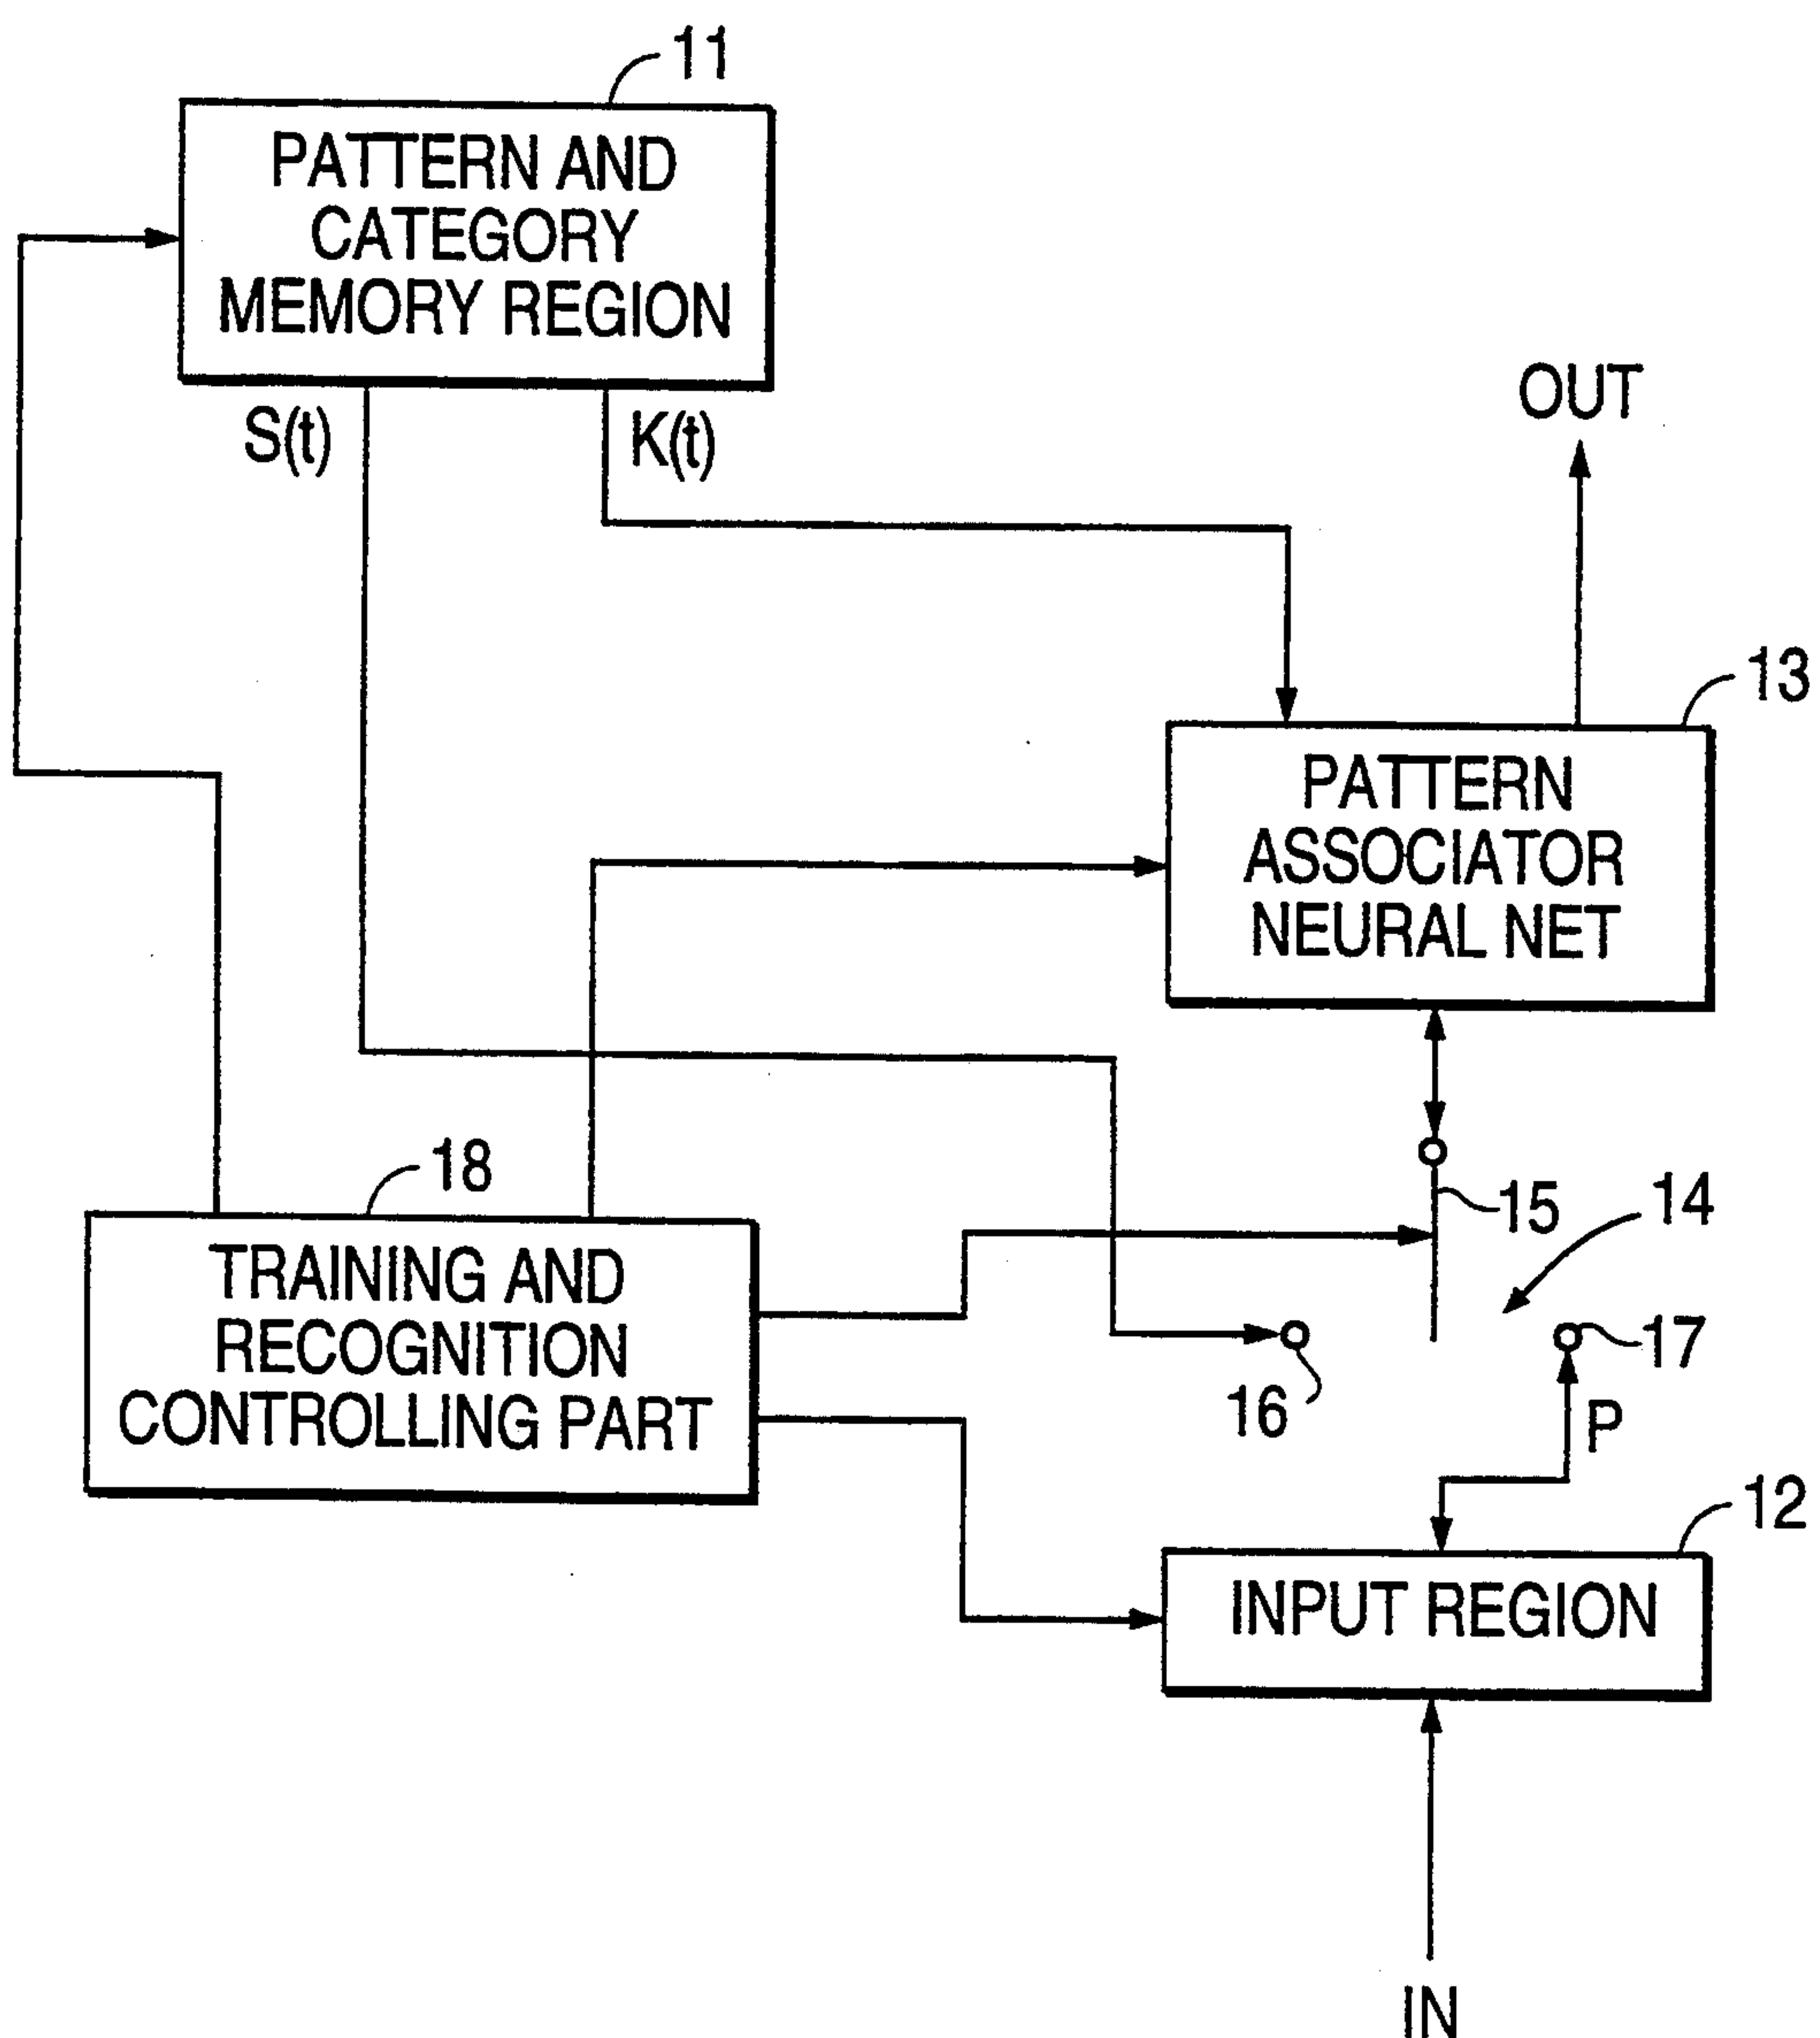 11
PATTERN AND
CATEGORY
MEMORY REGION
S(t)
K(t)
OUT
13
PATTERN
ASSOCIATOR
NEURAL NET
18
15
14
TRAINING AND
RECOGNITION
CONTROLLING PART
16
17
P
12
INPUT REGION
IN